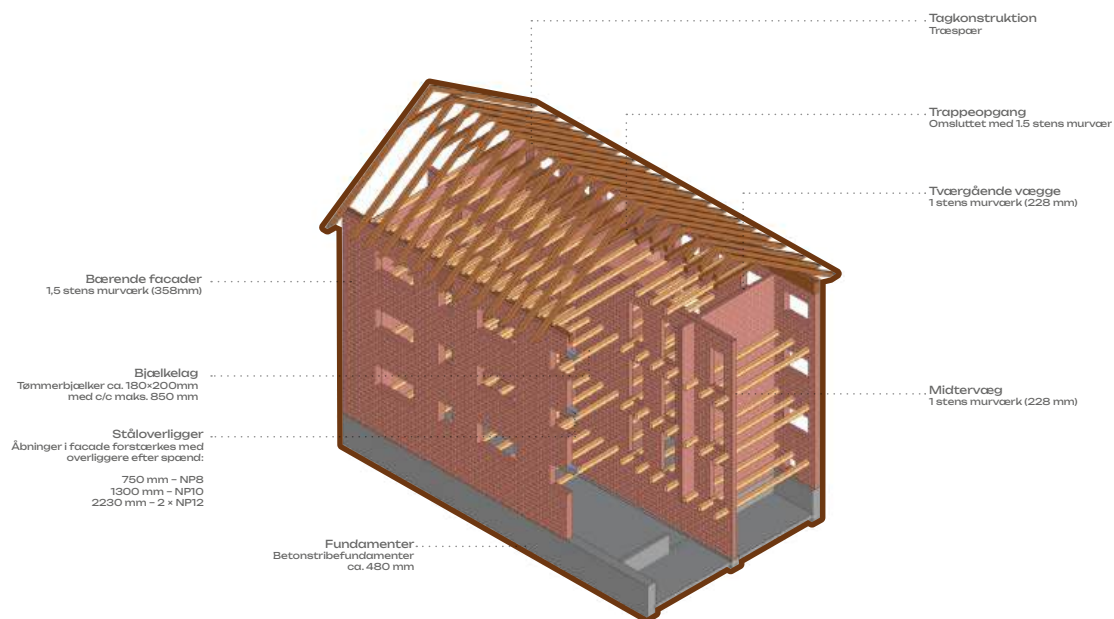 Tagkonstruktion
Træspær
Trappeopgang
Omsluttet med 1.5 stens murvær
Tværgående vægge
1 stens murværk (228 mm)
Bærende facader
1,5 stens murværk (358mm)
Bjælkelag
Tømmerbjælker ca. 180×200mm
med c/c maks. 850 mm
Midtervæg
1 stens murværk (228 mm)
Ståloverligger
Åbninger i facade forstærkes med
overliggere efter spænd:
750 mm – NP8
1300 mm – NP10
2230 mm – 2 × NP12
Fundamenter
Betonstribefundamenter
ca. 480 mm